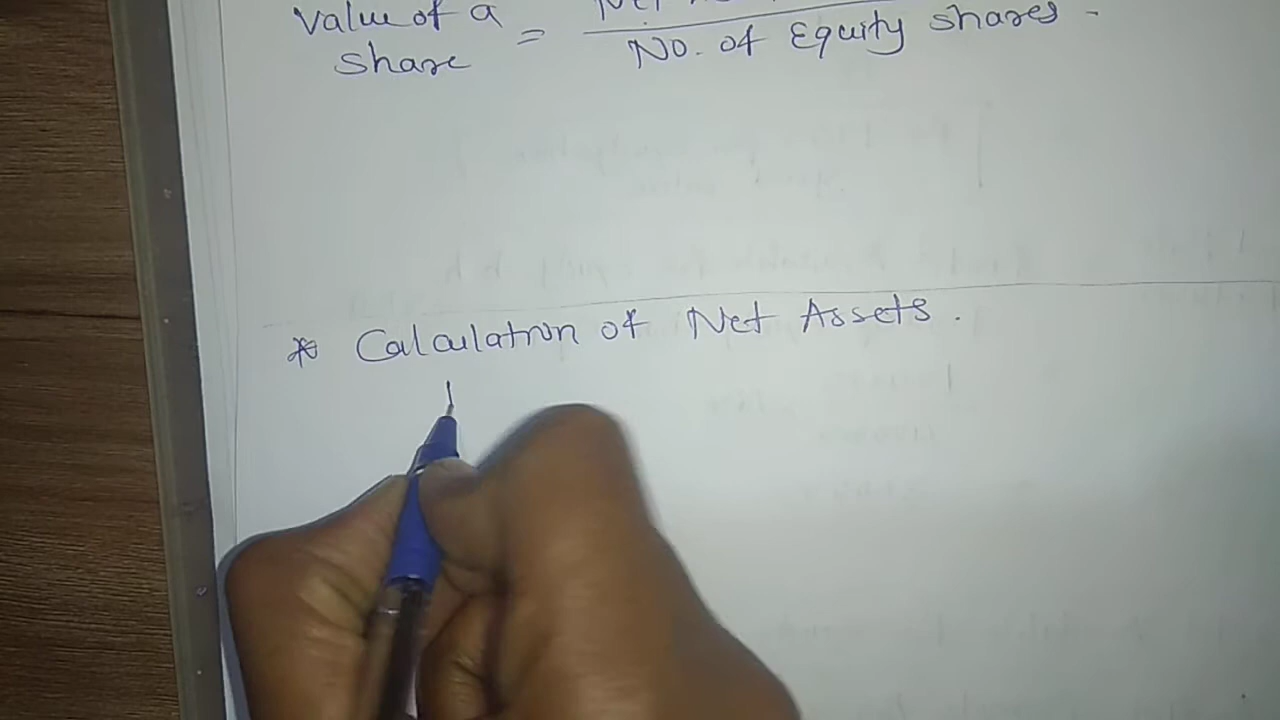 Value of a
share = 
No. of Equity shares.
* Calculation of Net Assets.